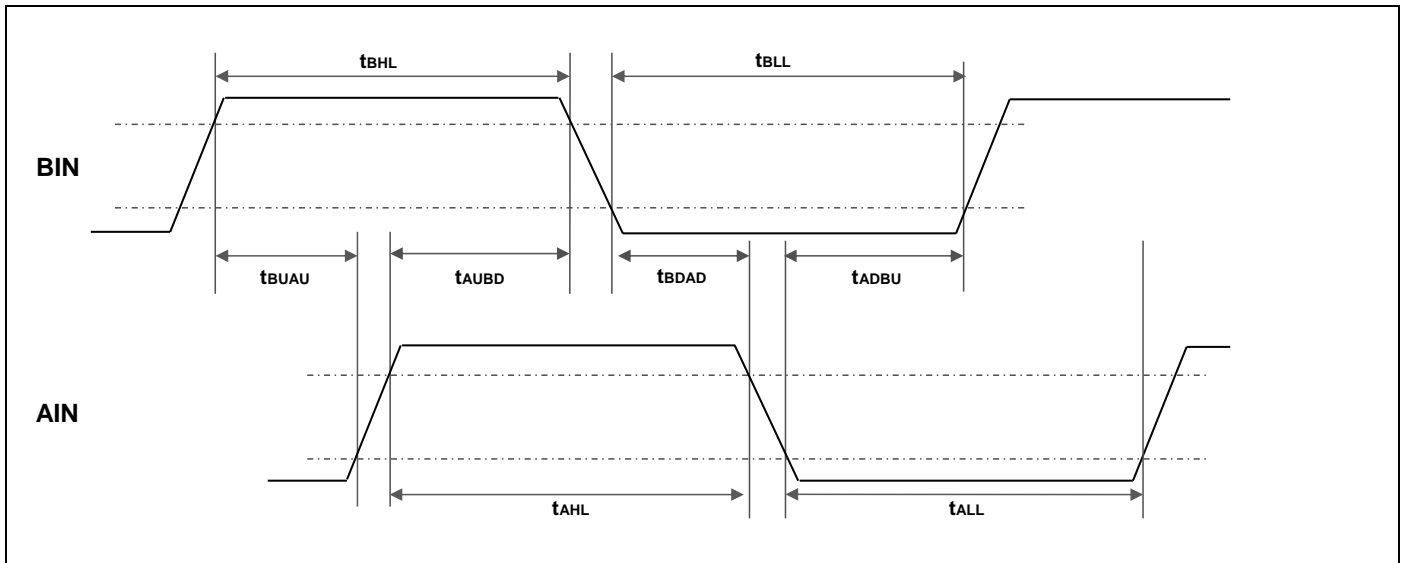 tBHL
tBLL
BIN
tBUAU
tAUBD
tBDAD
tADBU
AIN
tAHL
tALL